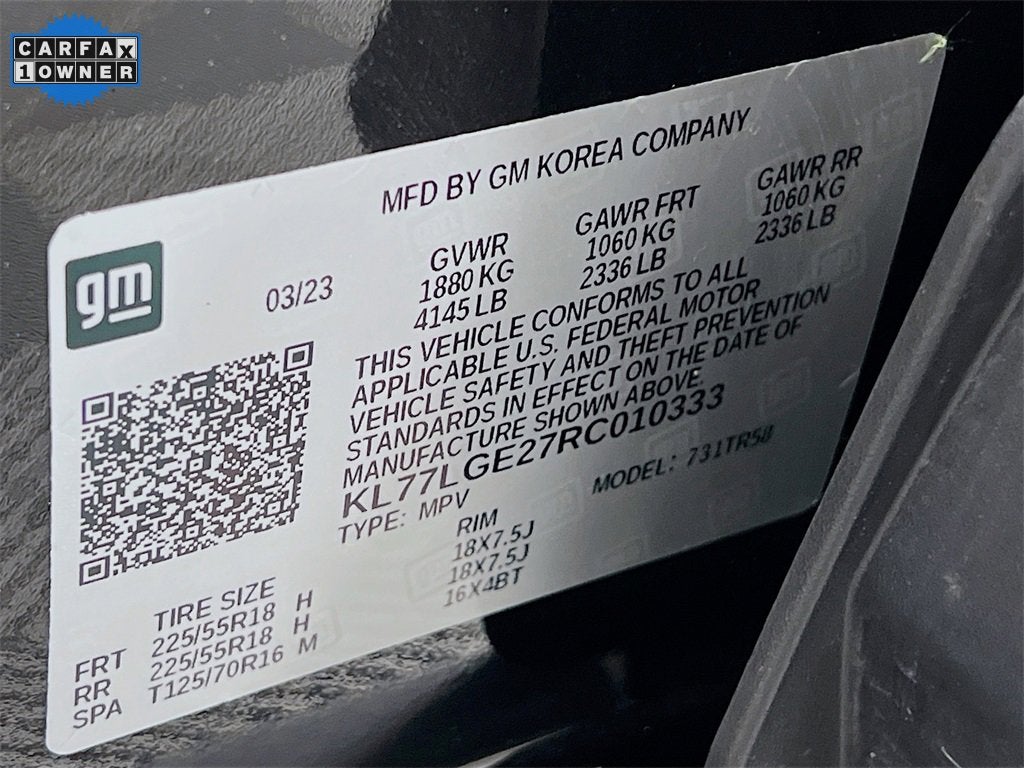 CARFAX
1 OWNER
MFD BY GM KOREA COMPANY
gm
03/23
GVWR
1880 KG
4145 LB
GAWR FRT
1060 KG
2336 LB
GAWR RR
1060 KG
2336 LB
THIS VEHICLE CONFORMS TO ALL
APPLICABLE U.S. FEDERAL MOTOR
VEHICLE SAFETY AND THEFT PREVENTION
STANDARDS IN EFFECT ON THE DATE OF
MANUFACTURE SHOWN ABOVE.
KL77LGE27RC010333
TYPE: MPV
MODEL: 731TR58
TIRE SIZE
RIM
FRT 225/55R18 H 18X7.5J
RR 225/55R18 H 18X7.5J
SPA T125/70R16 M 16X4BT